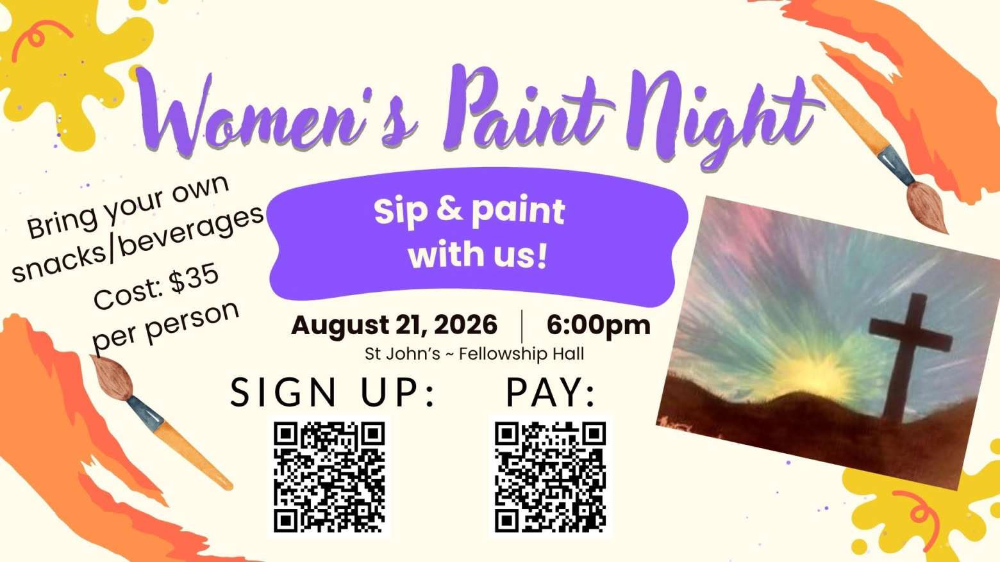 Women's Paint Night
Bring your own
snacks/beverages
Cost: $35
per person
Sip & paint
with us!
August 21, 2026 | 6:00pm
St John's ~ Fellowship Hall
SIGN UP:
PAY: